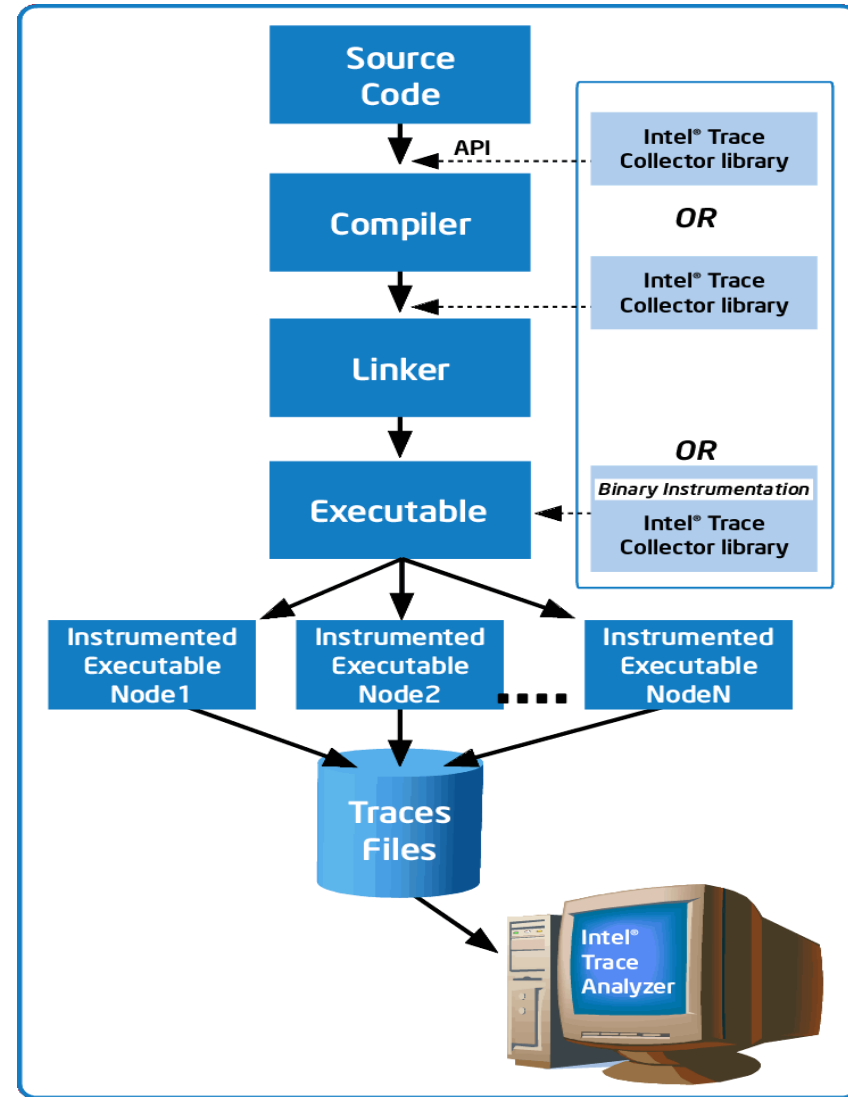 Source
Code
API
Intel® Trace
Collector library
OR
Compiler
Intel® Trace
Collector library
Linker
OR
Binary Instrumentation
Intel® Trace
Collector library
Executable
Instrumented
Executable
Node1
Instrumented
Executable
Node2
Instrumented
Executable
NodeN
Traces
Files
Intel®
Trace
Analyzer